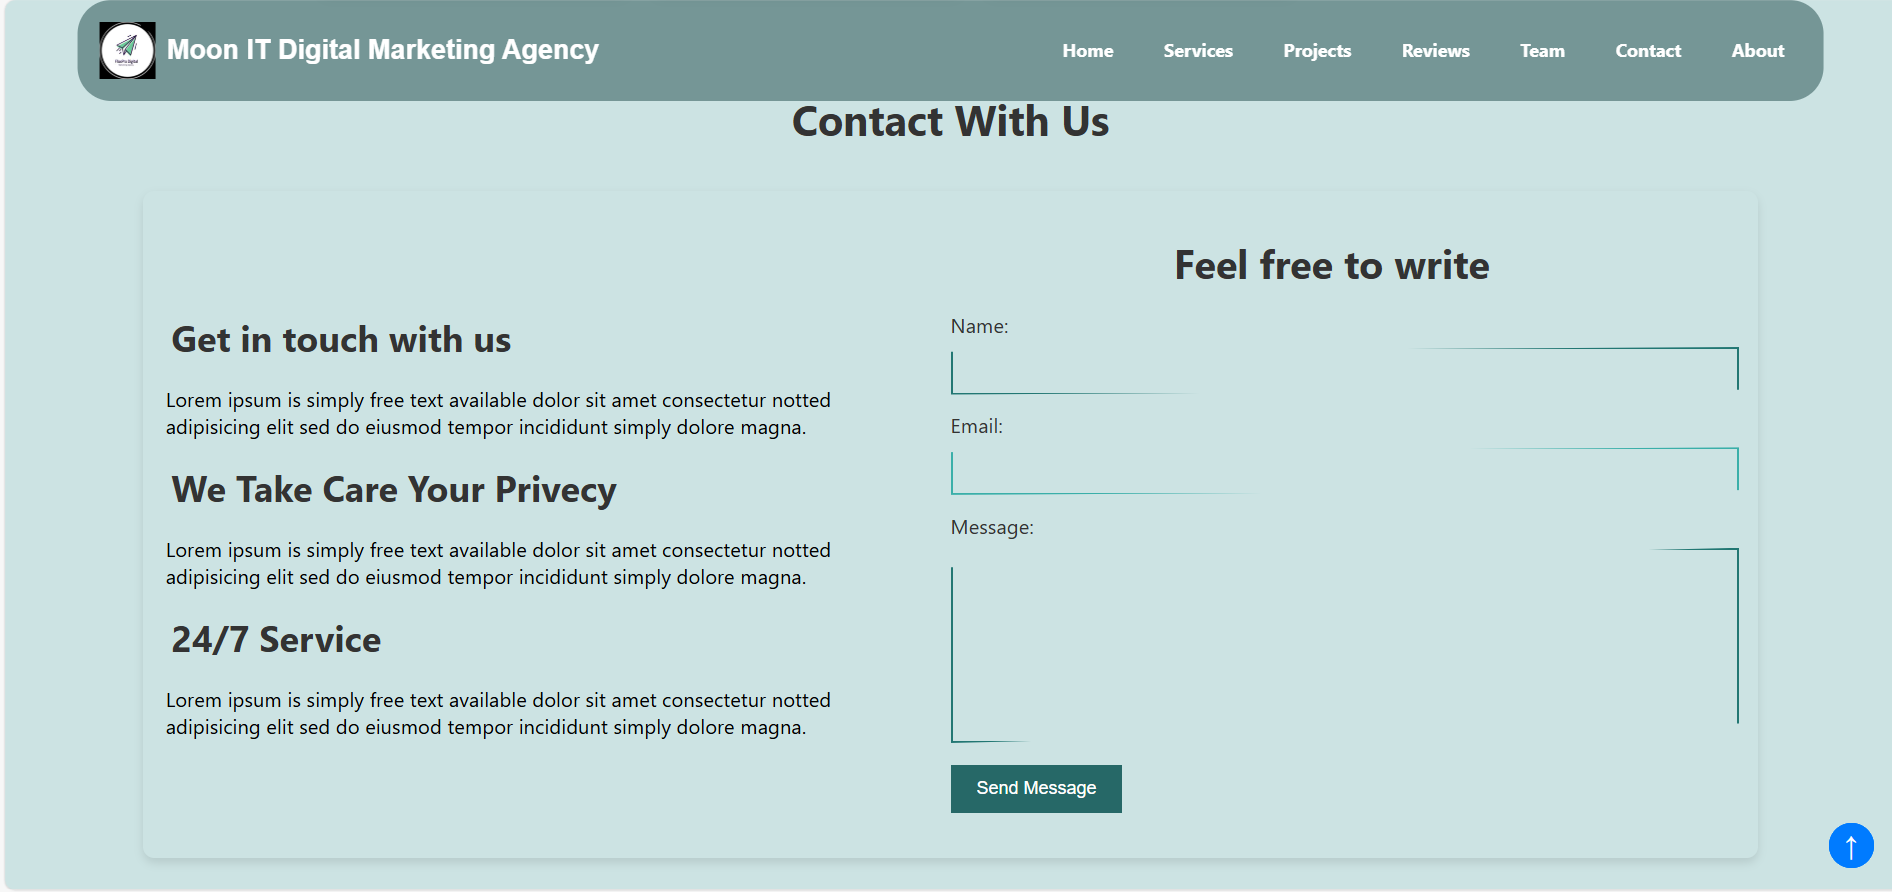 Moon IT Digital Marketing Agency
Home Services Projects Reviews Team Contact About
Contact With Us
Get in touch with us
Lorem ipsum is simply free text available dolor sit amet consectetur notted
adipisicing elit sed do eiusmod tempor incididunt simply dolore magna.
We Take Care Your Privecy
Lorem ipsum is simply free text available dolor sit amet consectetur notted
adipisicing elit sed do eiusmod tempor incididunt simply dolore magna.
24/7 Service
Lorem ipsum is simply free text available dolor sit amet consectetur notted
adipisicing elit sed do eiusmod tempor incididunt simply dolore magna.
Feel free to write
Name:
Email:
Message:
Send Message
↑